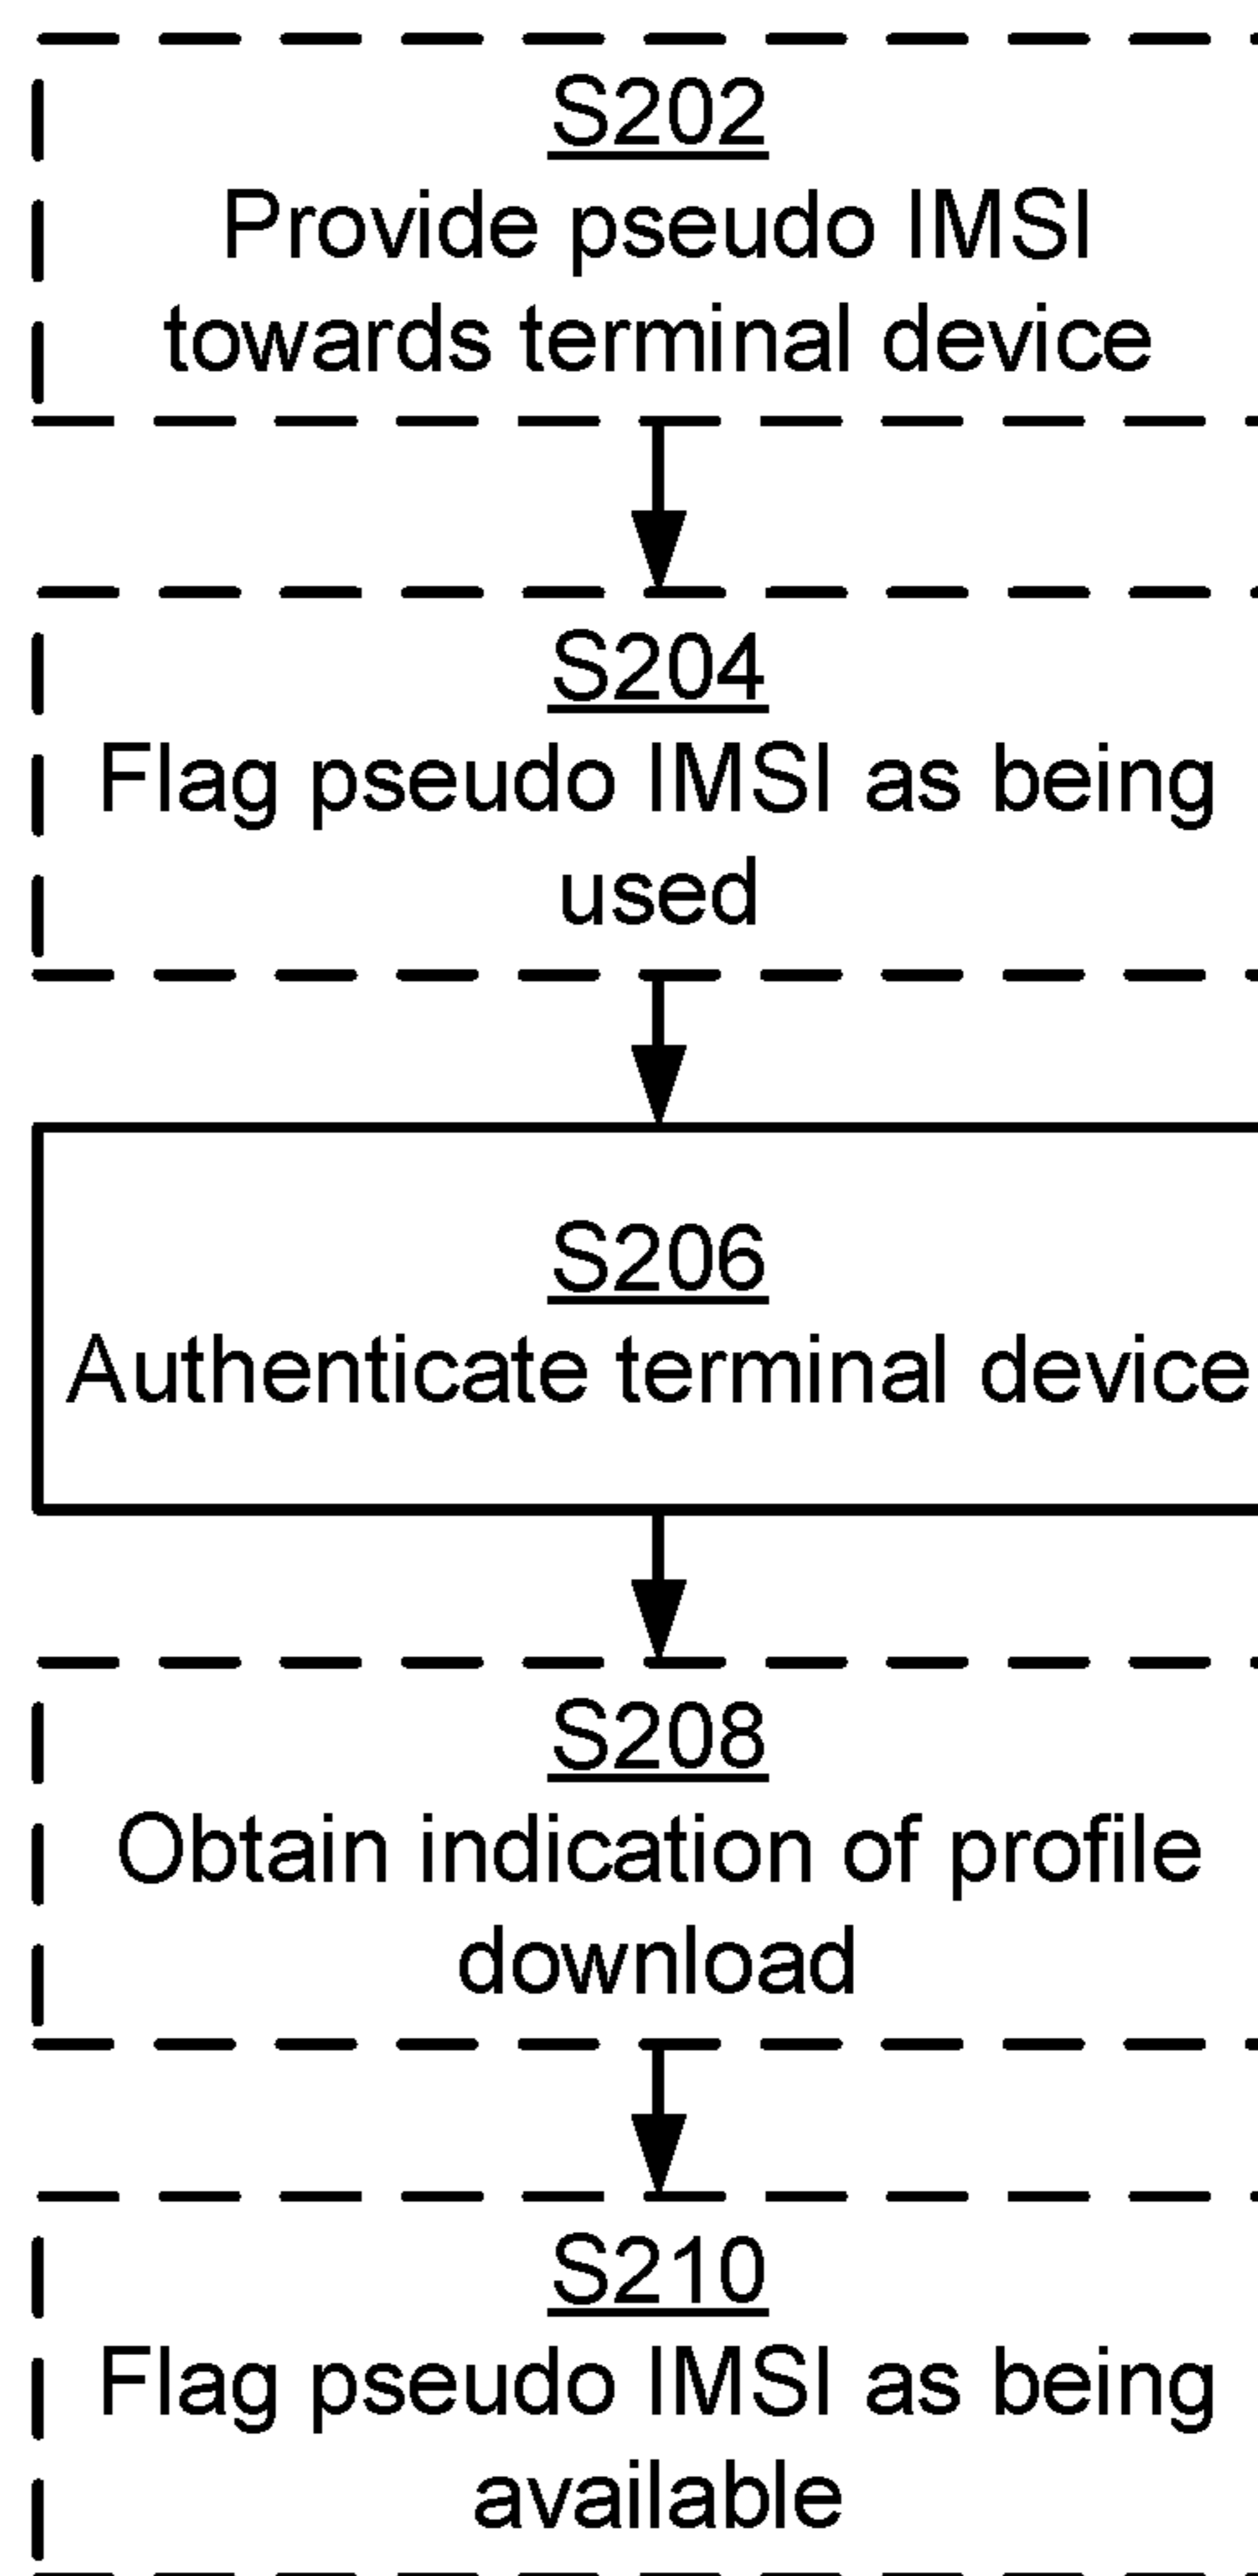 S202
Provide pseudo IMSI
towards terminal device
S204
Flag pseudo IMSI as being
used
S206
Authenticate terminal device
S208
Obtain indication of profile
download
S210
Flag pseudo IMSI as being
available